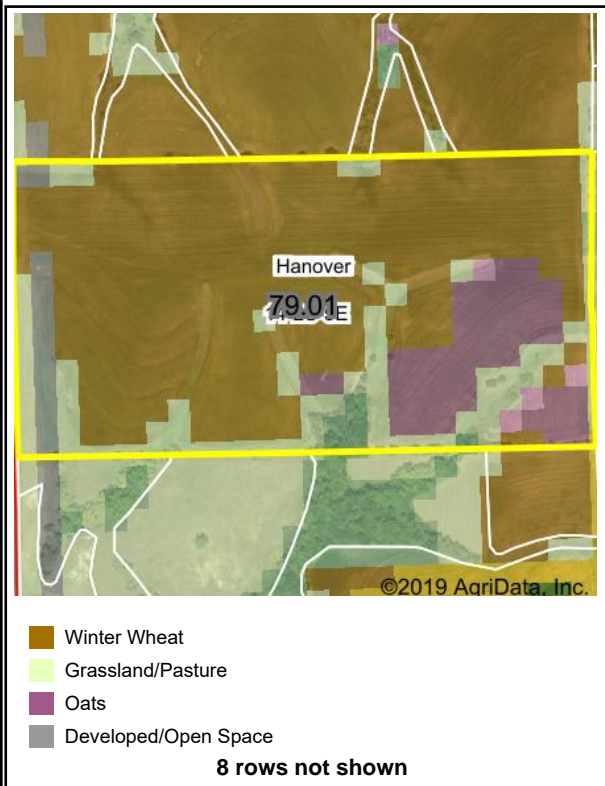 Hanover
79.01
©2019 AgriData, Inc.
Winter Wheat
Grassland/Pasture
Oats
Developed/Open Space
8 rows not shown